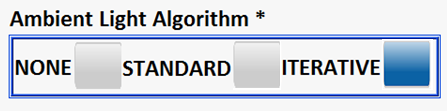 Ambient Light Algorithm *
NONE STANDARD ITERATIVE